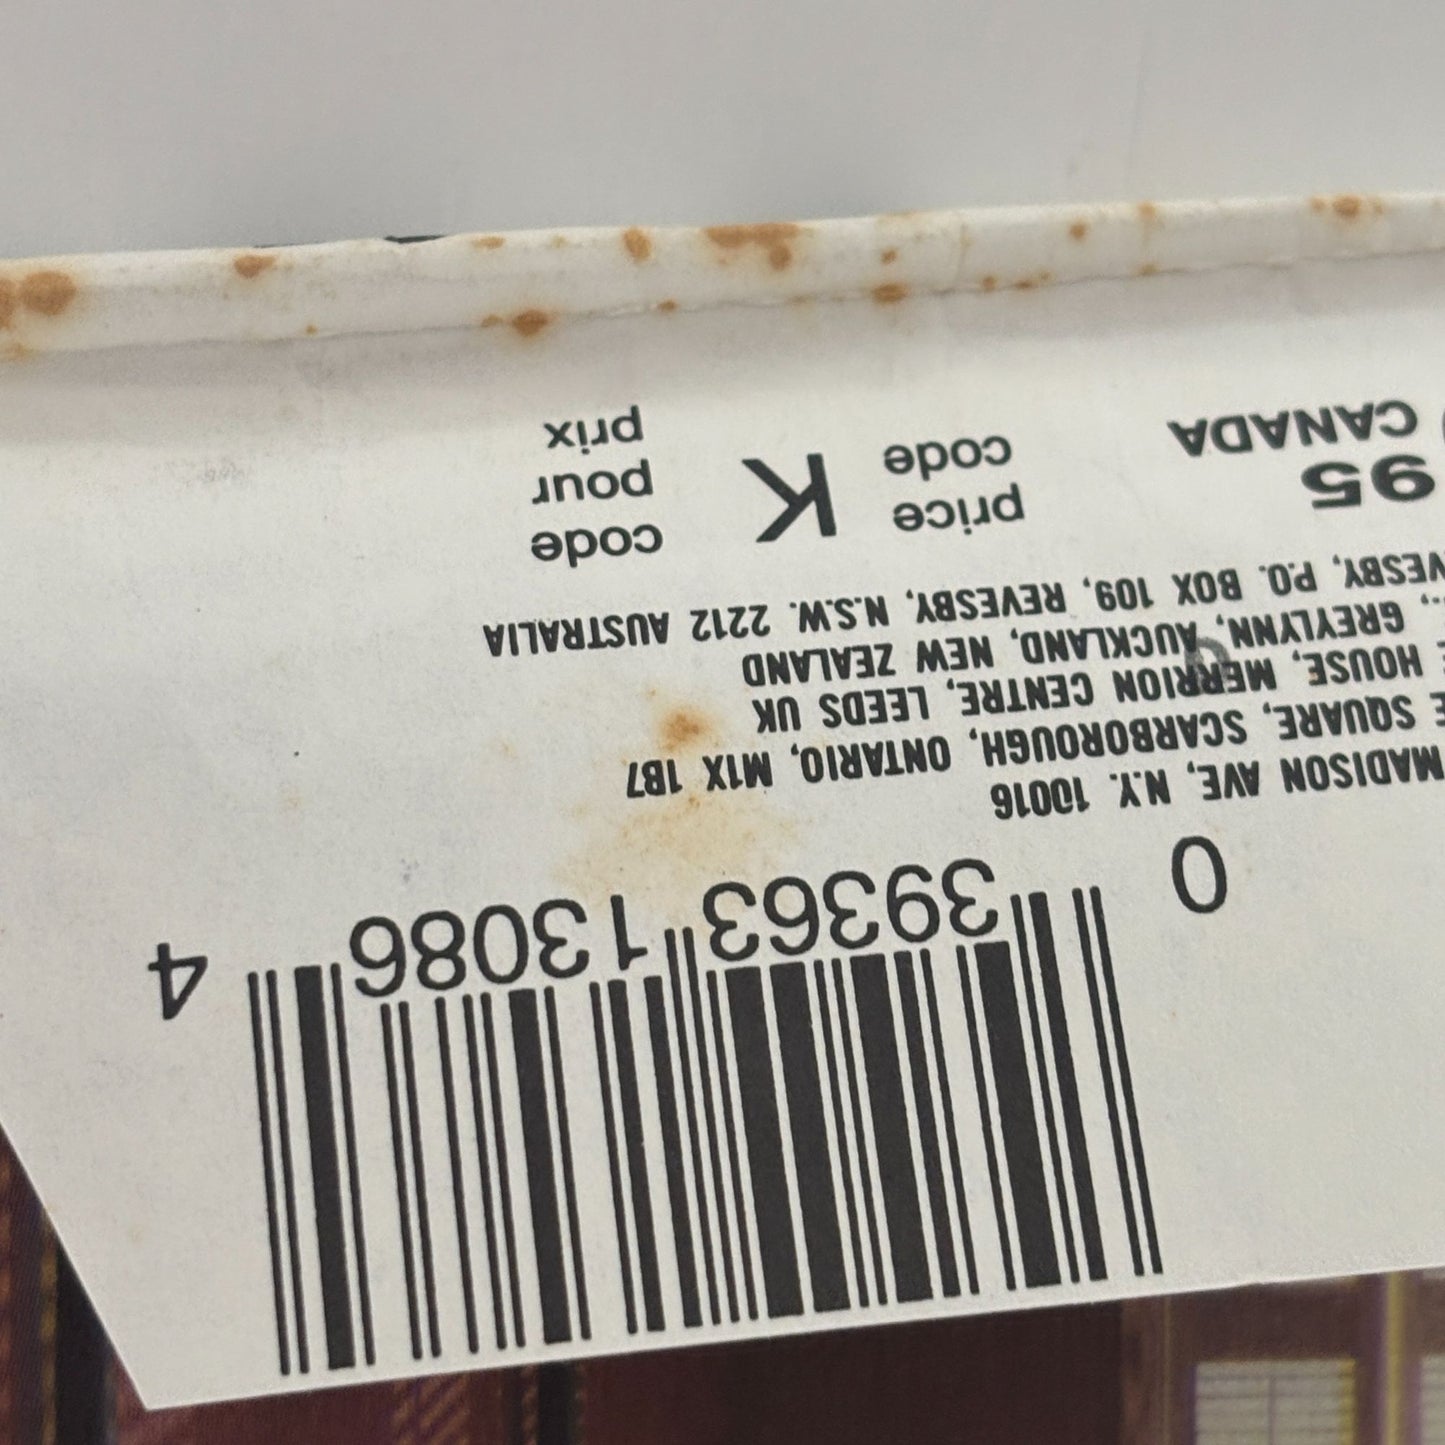 0 39363 13086 4
MADISON AVE, N.Y. 10016
E SQUARE, SCARBOROUGH, ONTARIO, M1X 1B7
E HOUSE, MERRION CENTRE, LEEDS UK
., GREYLYNN, AUCKLAND, NEW ZEALAND
VESBY, P.O. BOX 109, REVESBY, N.S.W. 2212 AUSTRALIA
95
CANADA
price
code
K
code
pour
prix